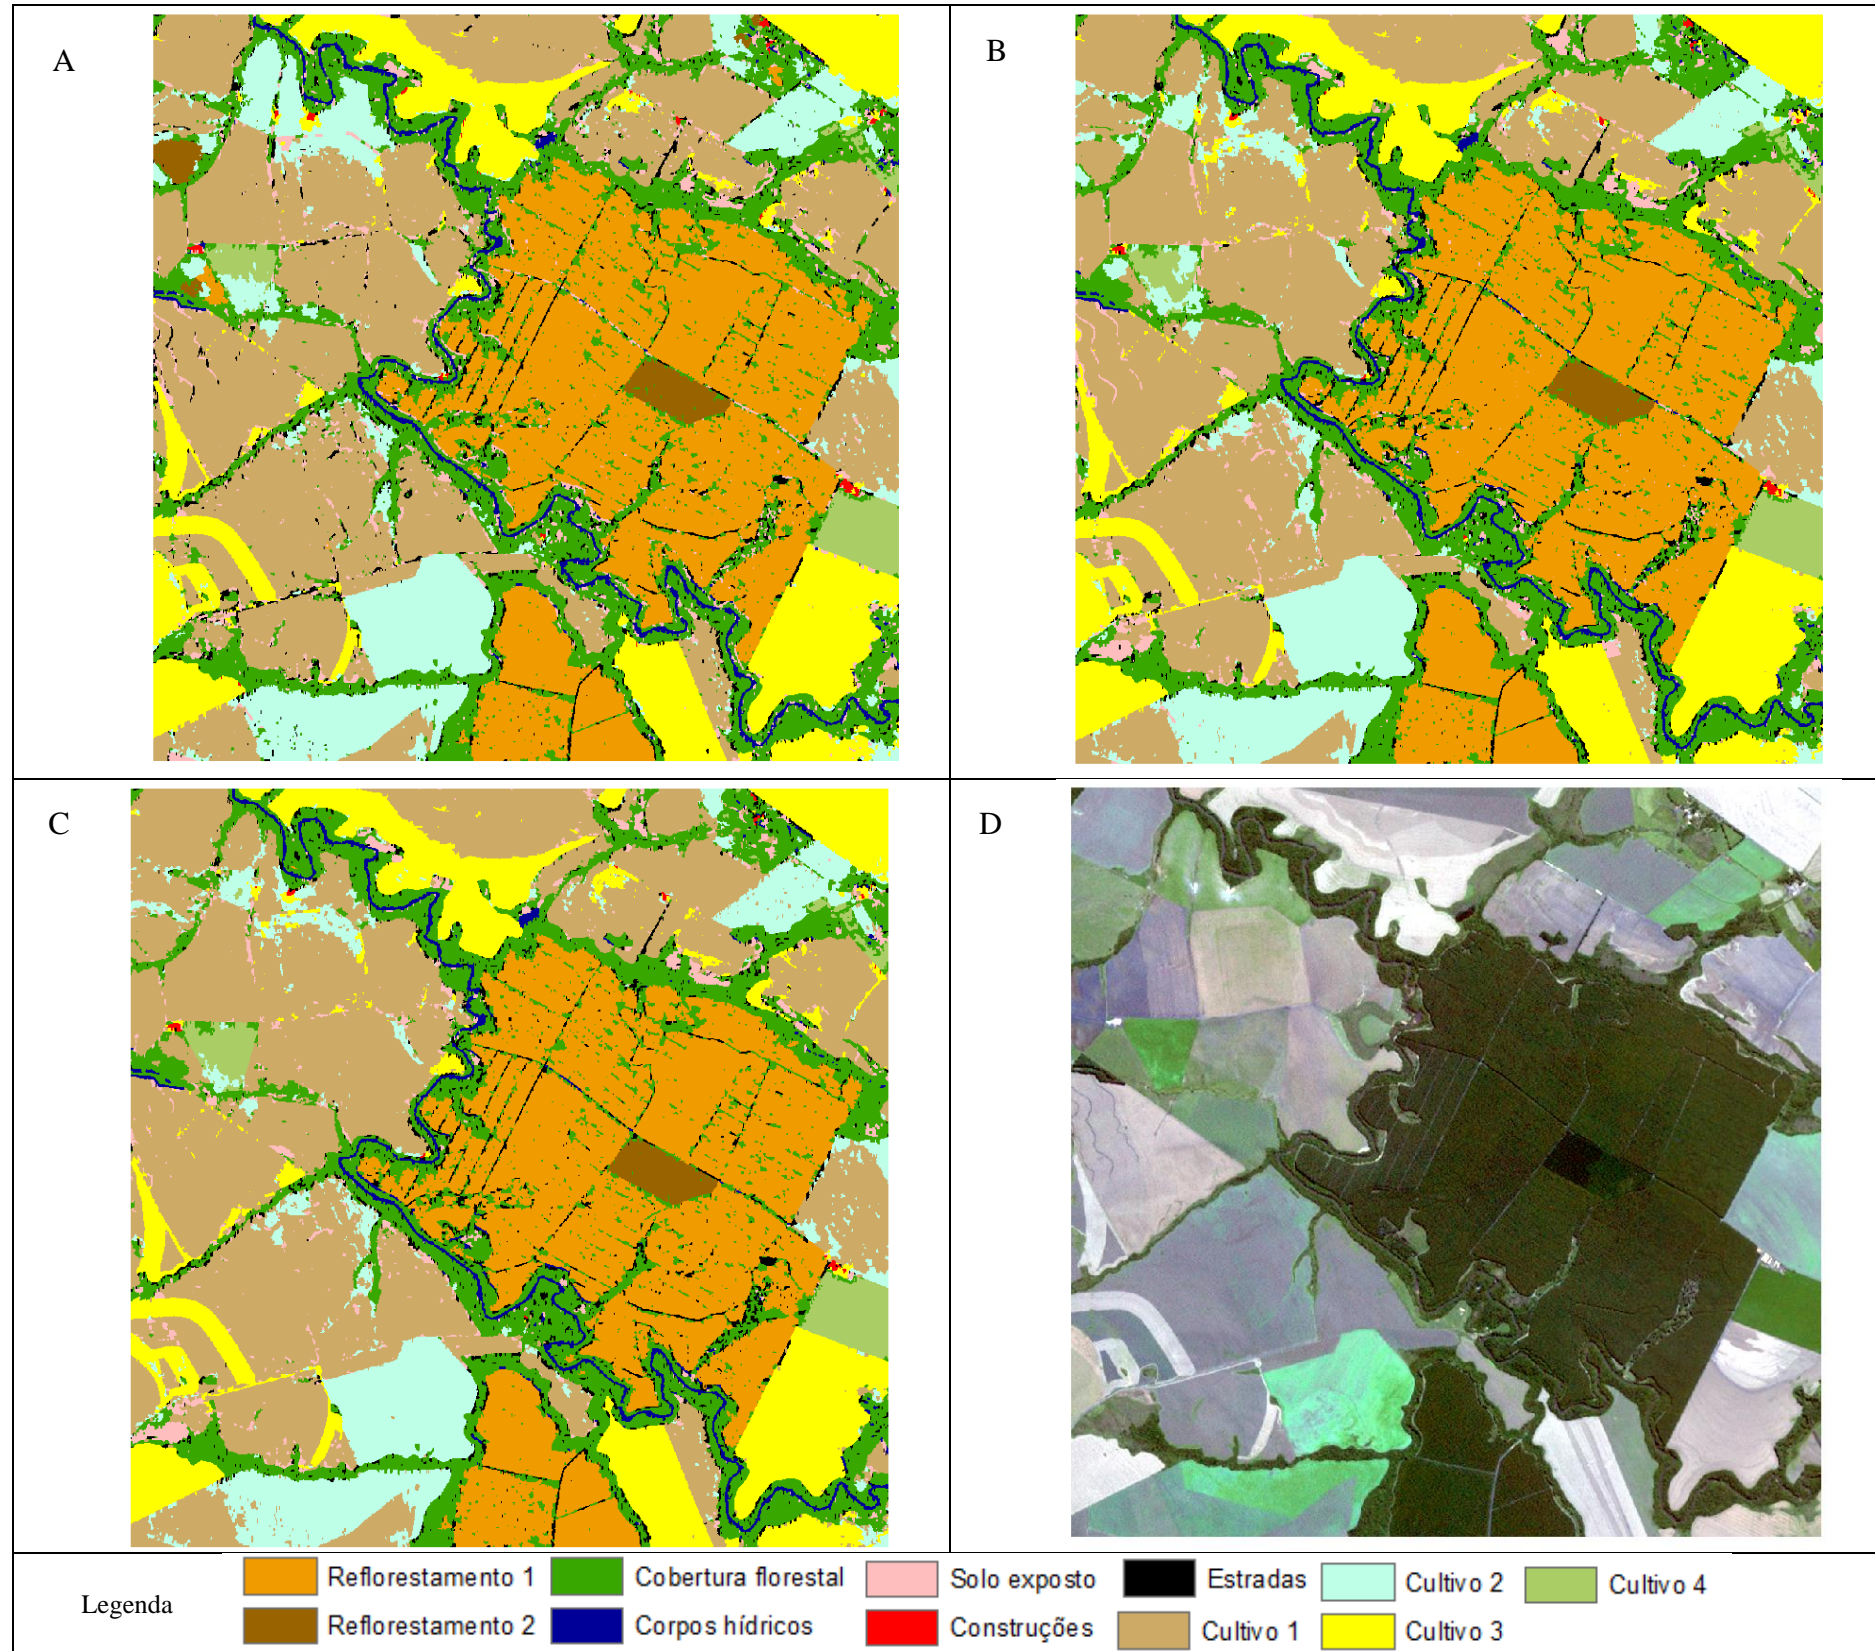 A
B
C
D
Legenda
Reflorestamento 1
Cobertura florestal
Solo exposto
Estradas
Cultivo 2
Cultivo 4
Reflorestamento 2
Corpos hídricos
Construções
Cultivo 1
Cultivo 3